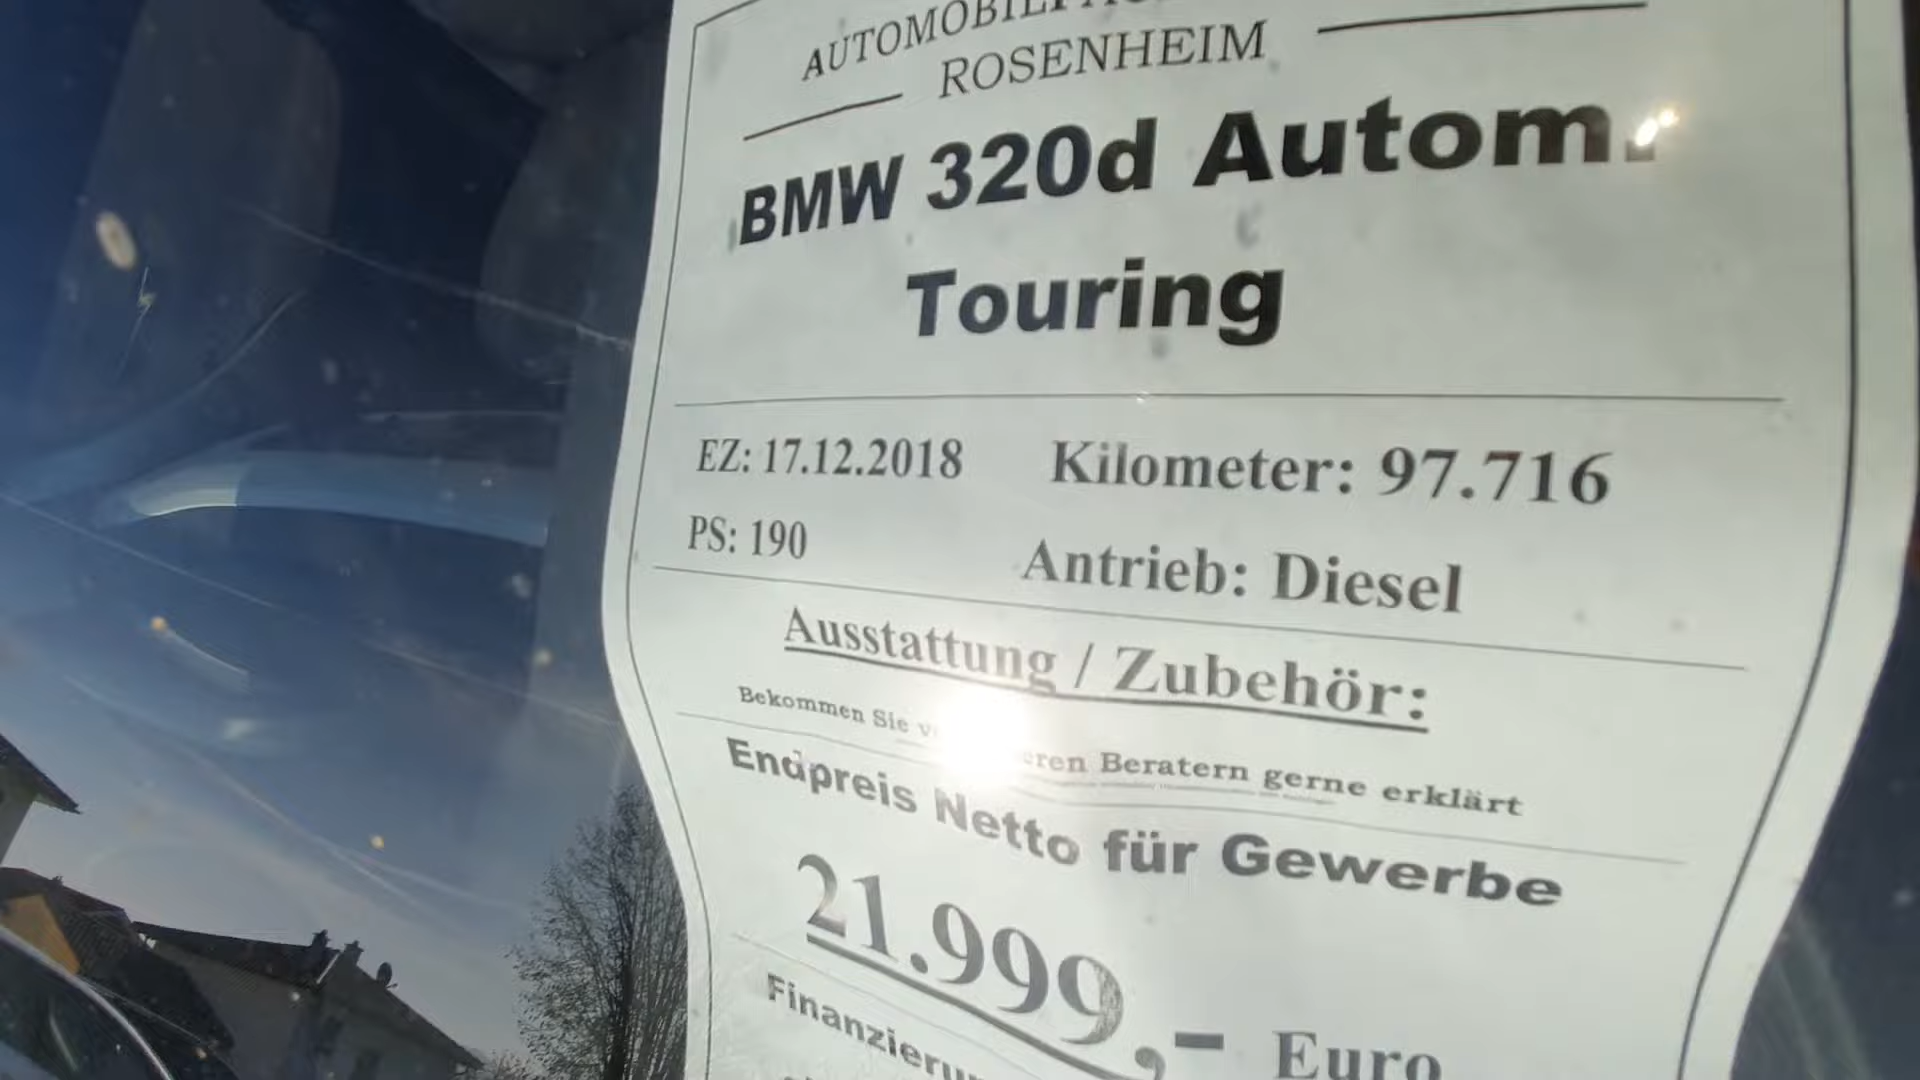 ROSENHEIM
BMW 320d Autom.
Touring
EZ: 17.12.2018 Kilometer: 97.716
PS: 190 Antrieb: Diesel
Ausstattung / Zubehör:
Bekommen Sie Beratern gerne erklärt
Endpreis Netto für Gewerbe
21.999,- Euro